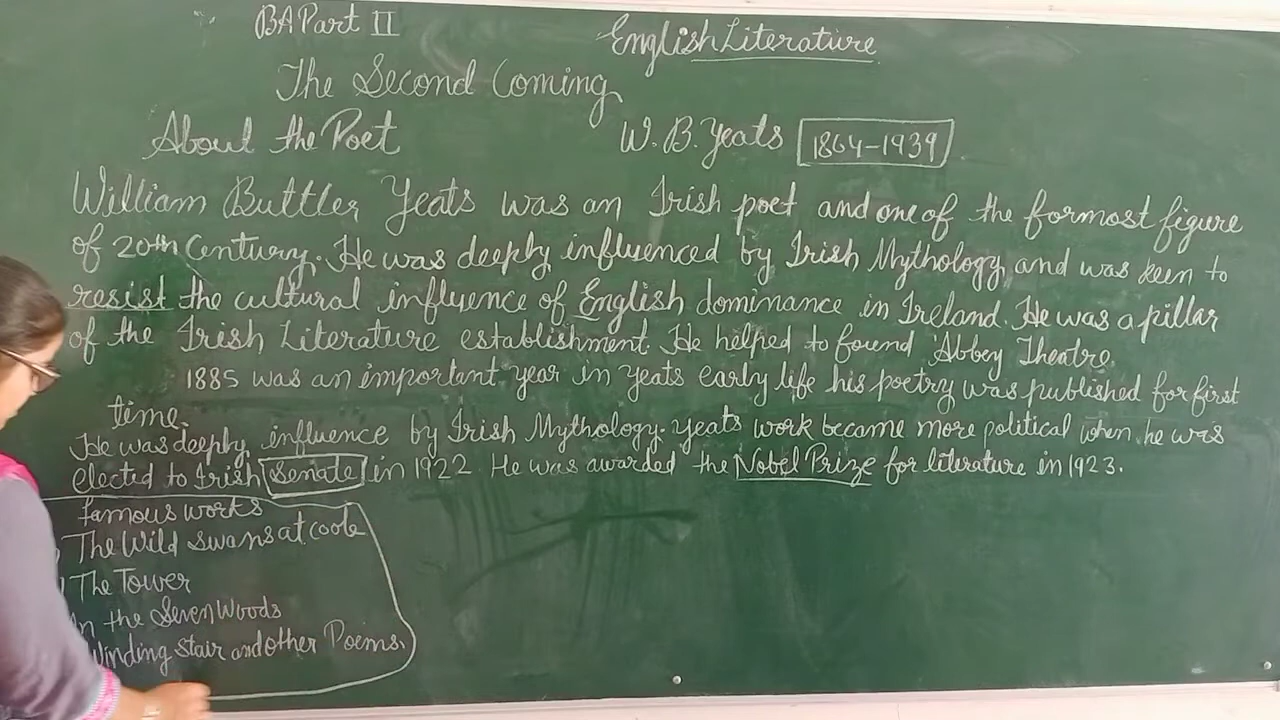 BA Part II
English Literature
The Second Coming
About the Poet
W. B. Yeats 1864-1939
William Buttler Yeats was an Irish poet and one of the formost figure
of 20th Century. He was deeply influenced by Irish Mythology and was keen to
resist the cultural influence of English dominance in Ireland. He was a pillar
of the Irish Literature establishment. He helped to found Abbey Theatre.
1885 was an important year in yeats early life his poetry was published for first
time.
He was deeply influence by Irish Mythology. yeats work became more political when he was
elected to Irish Senate in 1922. He was awarded the Nobel Prize for literature in 1923.
famous works
The Wild swans at coole
The Tower
In the Seven Woods
Winding Stair and other Poems.